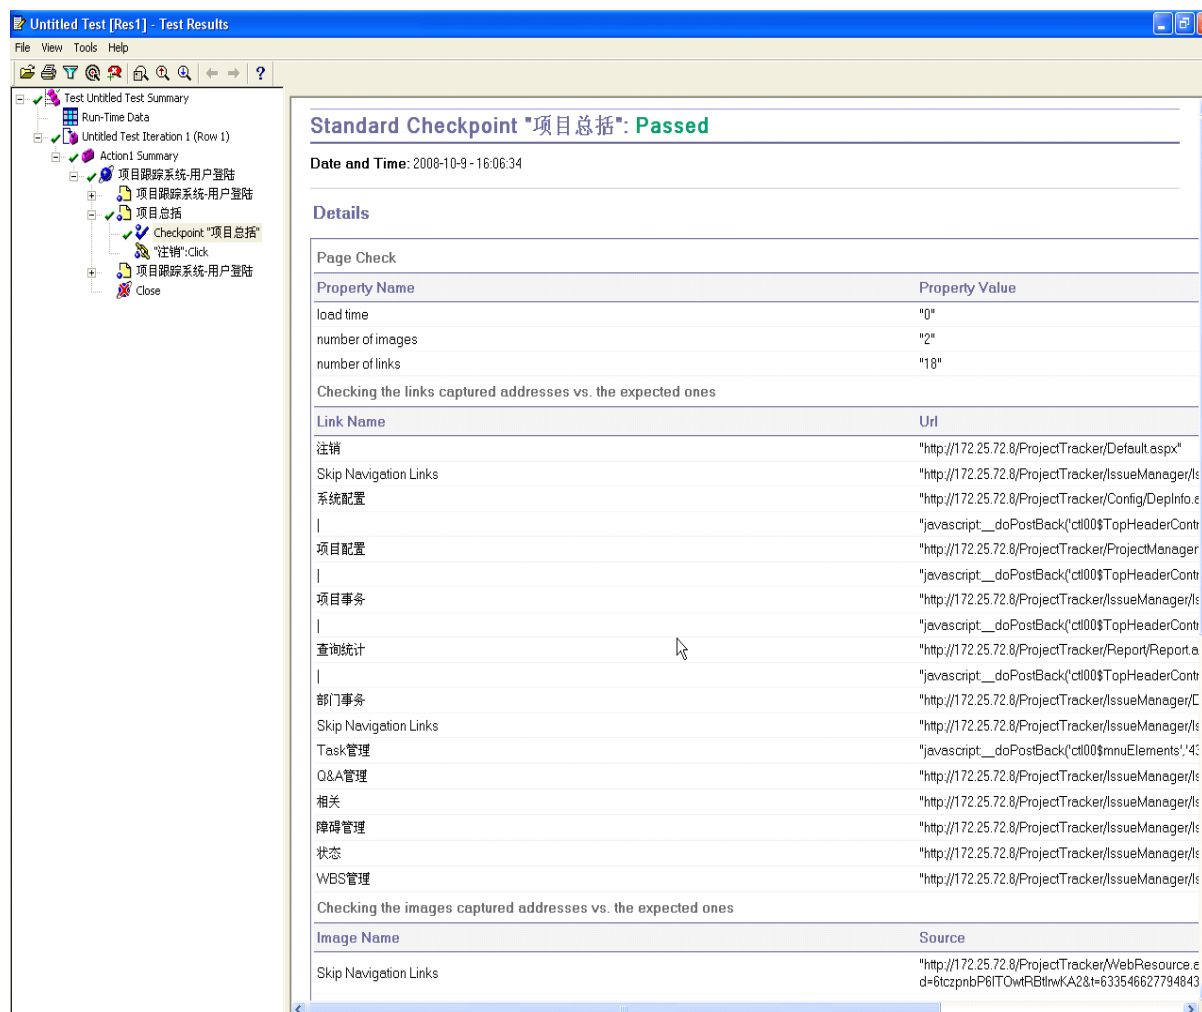 Untitled Test [Res1] - Test Results
File View Tools Help
Test Untitled Test Summary
Run-Time Data
Untitled Test Iteration 1 (Row 1)
Action1 Summary
项目跟踪系统-用户登陆
项目跟踪系统-用户登陆
项目总括
Checkpoint "项目总括"
"注销":Click
项目跟踪系统-用户登陆
Close
Standard Checkpoint "项目总括": Passed
Date and Time: 2008-10-9 - 16:06:34
Details
Page Check
Property Name Property Value
load time "0"
number of images "2"
number of links "18"
Checking the links captured addresses vs. the expected ones
Link Name Url
注销 "http://172.25.72.8/ProjectTracker/Default.aspx"
Skip Navigation Links "http://172.25.72.8/ProjectTracker/IssueManager/Is
系统配置 "http://172.25.72.8/ProjectTracker/Config/DepInfo.a
| "javascript:__doPostBack('ctl00$TopHeaderContr
项目配置 "http://172.25.72.8/ProjectTracker/ProjectManager
| "javascript:__doPostBack('ctl00$TopHeaderContr
项目事务 "http://172.25.72.8/ProjectTracker/IssueManager/Is
| "javascript:__doPostBack('ctl00$TopHeaderContr
查询统计 "http://172.25.72.8/ProjectTracker/Report/Report.a
| "javascript:__doPostBack('ctl00$TopHeaderContr
部门事务 "http://172.25.72.8/ProjectTracker/IssueManager/D
Skip Navigation Links "http://172.25.72.8/ProjectTracker/IssueManager/Is
Task管理 "javascript:__doPostBack('ctl00$mnuElements','43
Q&A管理 "http://172.25.72.8/ProjectTracker/IssueManager/Is
相关 "http://172.25.72.8/ProjectTracker/IssueManager/Is
障碍管理 "http://172.25.72.8/ProjectTracker/IssueManager/Is
状态 "http://172.25.72.8/ProjectTracker/IssueManager/Is
WBS管理 "http://172.25.72.8/ProjectTracker/IssueManager/Is
Checking the images captured addresses vs. the expected ones
Image Name Source
Skip Navigation Links "http://172.25.72.8/ProjectTracker/WebResource.a
d=6tczpnbP6ITOwtRBtIrwKA2&t=633546627794843